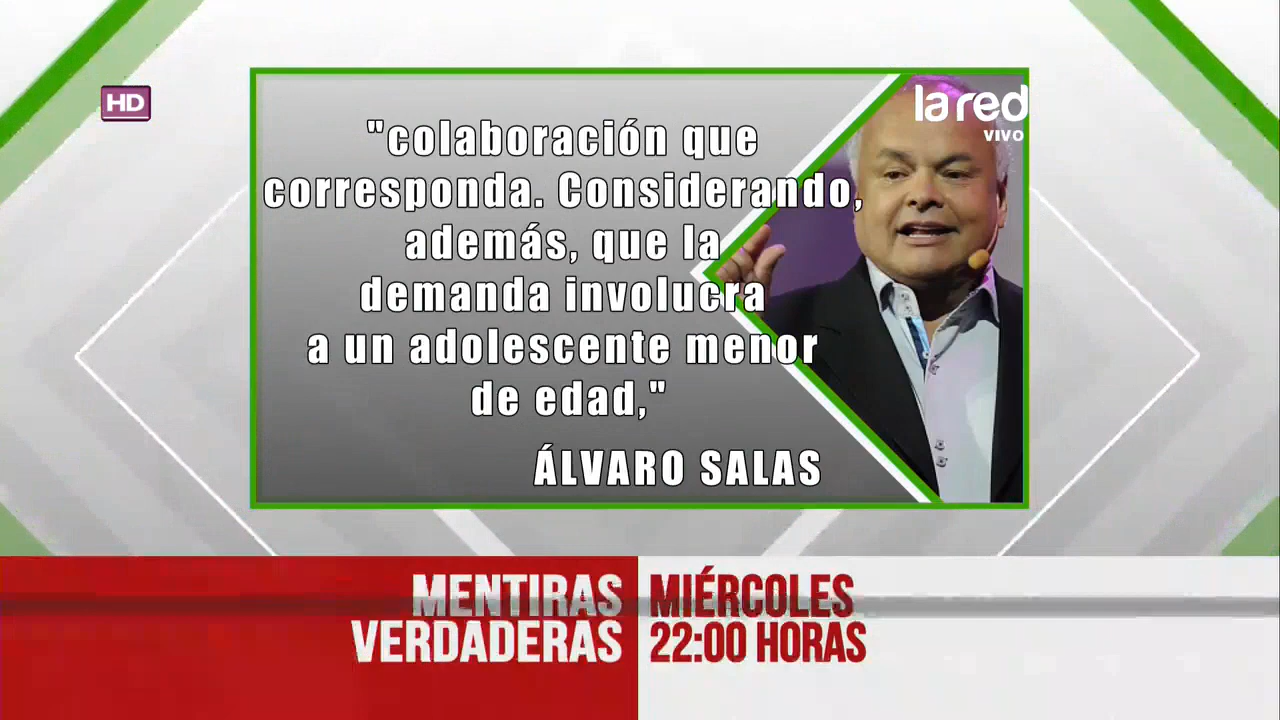 HD
la red
VIVO
"colaboración que
corresponda. Considerando,
además, que la
demanda involucra
a un adolescente menor
de edad,"
ÁLVARO SALAS
MENTIRAS
VERDADERAS
MIÉRCOLES
22:00 HORAS